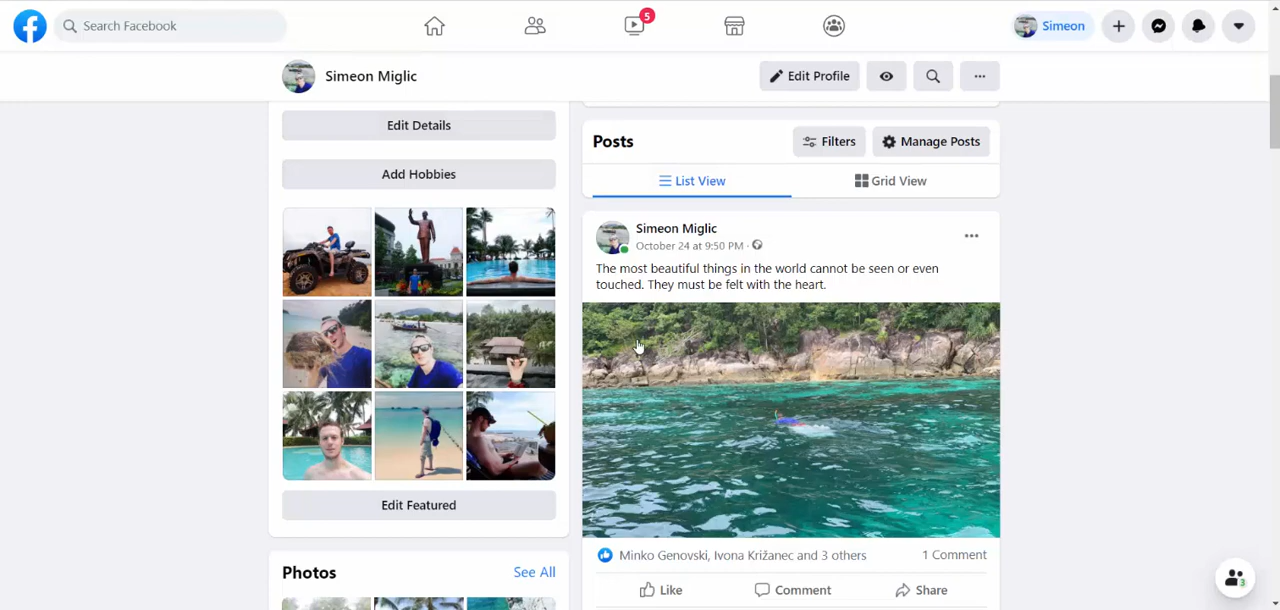 Search Facebook
5
Simeon
Simeon Miglic
Edit Profile
Edit Details
Add Hobbies
Edit Featured
Photos
See All
Posts
Filters
Manage Posts
List View
Grid View
Simeon Miglic
October 24 at 9:50 PM ·
The most beautiful things in the world cannot be seen or even
touched. They must be felt with the heart.
Minko Genovski, Ivona Križanec and 3 others
1 Comment
Like
Comment
Share
3